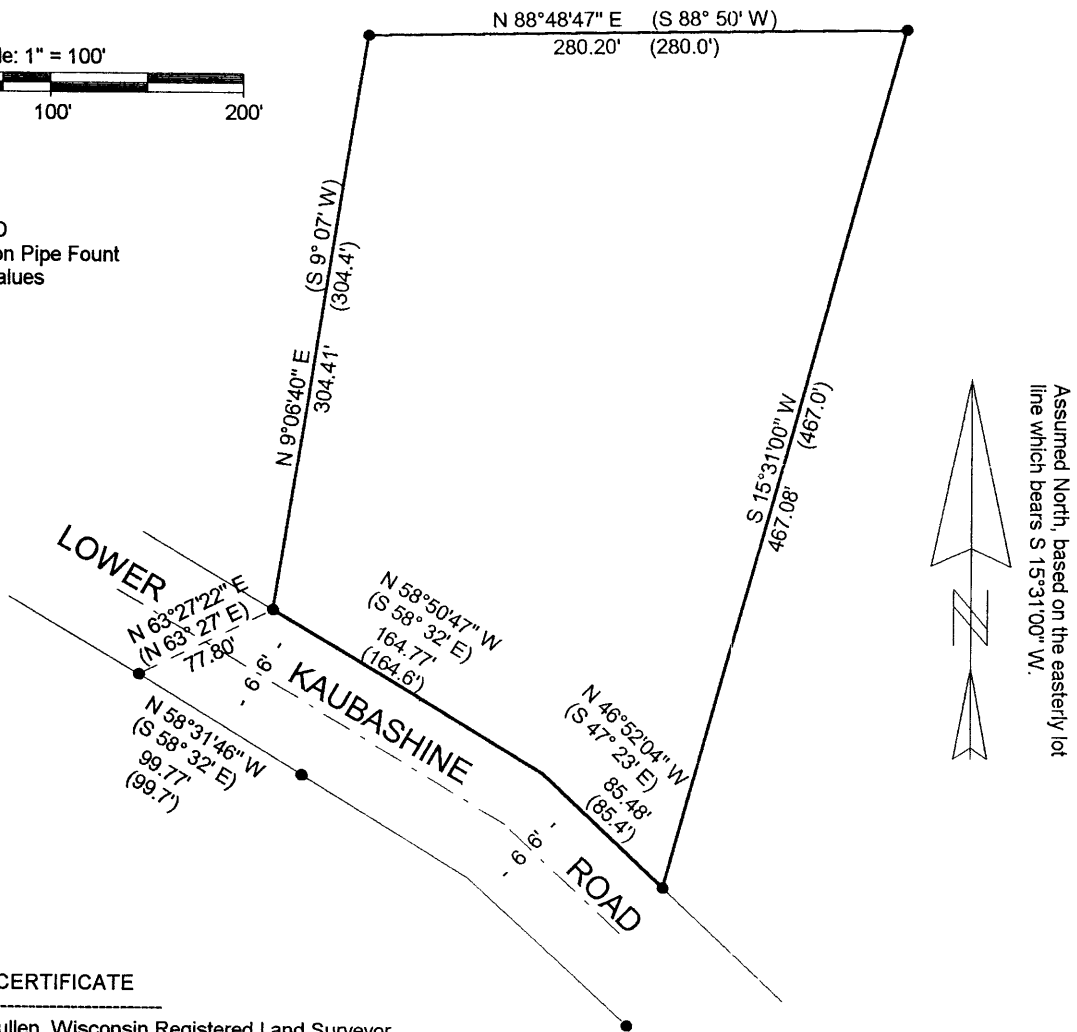 N 88°48'47" E (S 88° 50' W)
280.20' (280.0')
le: 1" = 100'
100' 200'
D
on Pipe Fount
alues
(S 9° 07' W)
(304.4')
N 9°06'40" E
304.41'
S 15°31'00" W
(467.0')
467.08'
Assumed North, based on the easterly lot
line which bears S 15°31'00" W.
N
LOWER
KAUBASHINE
ROAD
N 63°27'22" E
(N 63° 27' E)
77.80'
N 58°50'47" W
(S 58° 32' E)
164.77'
(164.6')
N 46°52'04" W
(S 47° 23' E)
85.48'
(85.4')
N 58°31'46" W
(S 58° 32' E)
99.77'
(99.7')
CERTIFICATE
ullen, Wisconsin Registered Land Surveyor